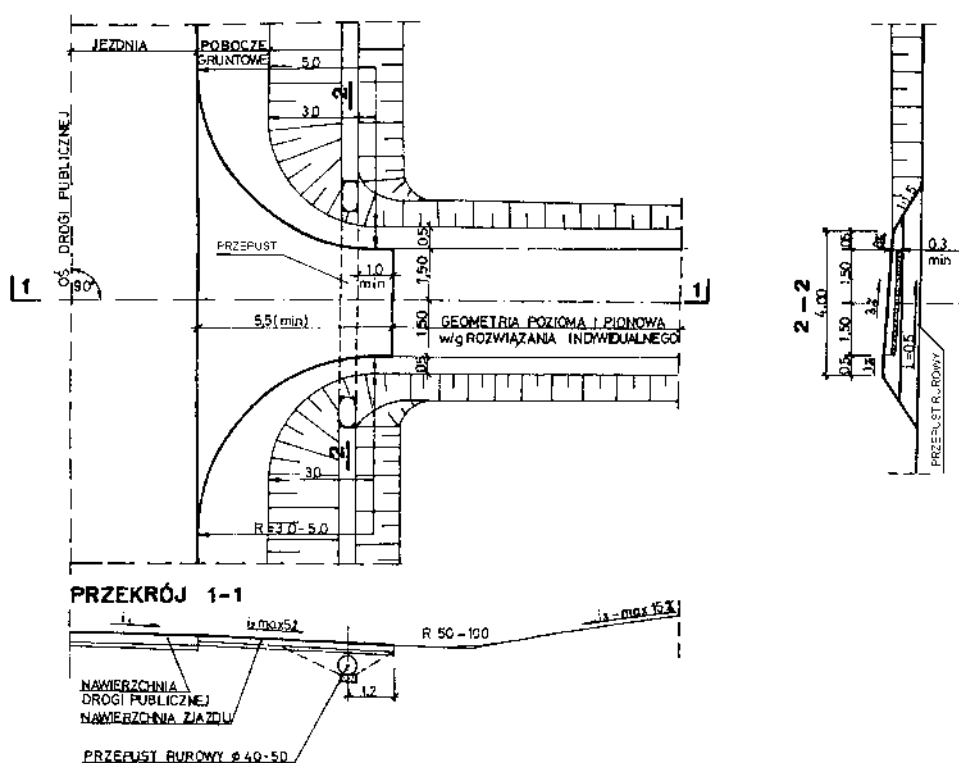 JEZDNIA
POBOCZE
GRUNTOWE
5.0
2
3.0
OŚ DROGI PUBLICZNEJ
PRZEPUST
0.5
1
90°
1.0
min
1.50
1
5.5 (min)
1.50
GEOMETRIA POZIOMA I PIONOWA
w/g ROZWIĄZANIA INDYWIDUALNEGO
0.5
2
3.0
R=3.0-5.0
1:1.5
0.3
min
2-2
4.00
1.50
1.50
0.5
i=0.5
PRZEPUST RUROWY
PRZEKRÓJ 1-1
i₁
i₂ max 5%
R 50-100
i₃-max 15%
NAWIERZCHNIA
DROGI PUBLICZNEJ
NAWIERZCHNIA ZJAZDU
1.2
PRZEPUST RUROWY ø 40-50